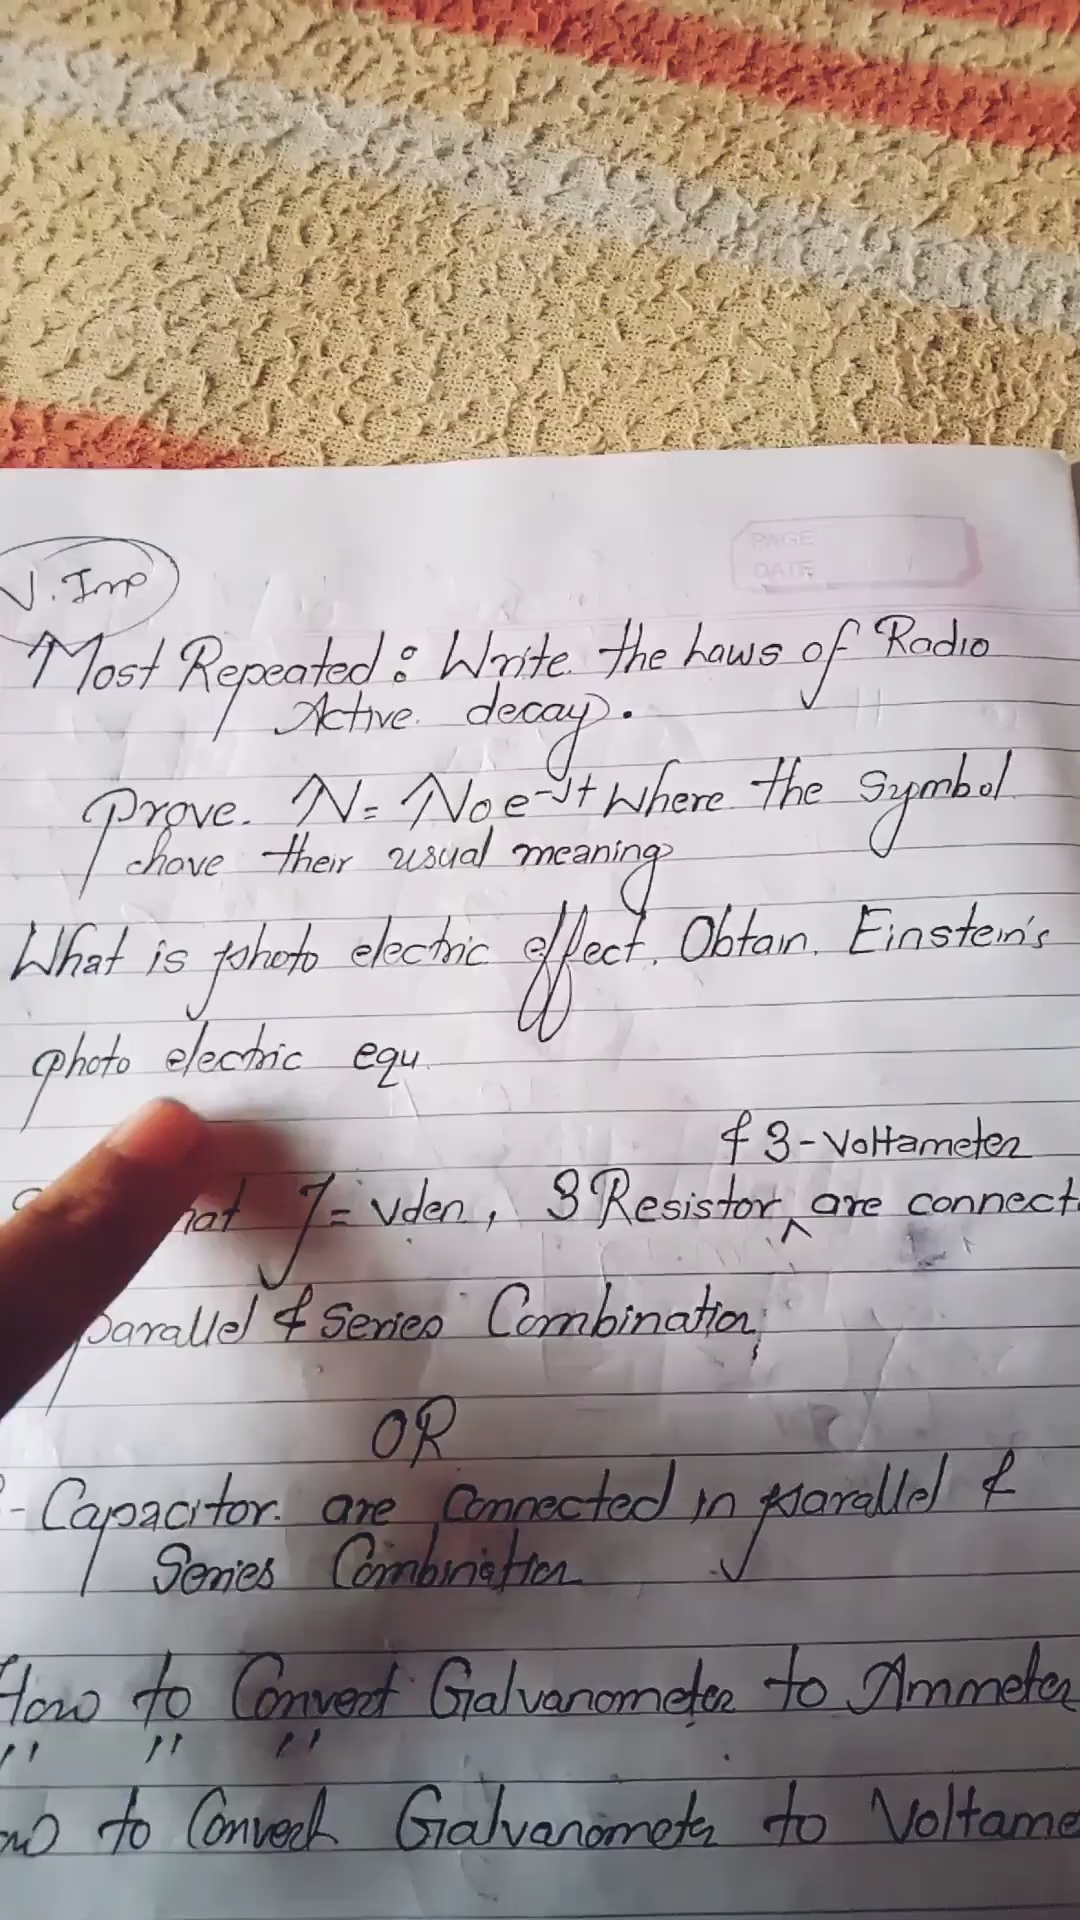 PAGE
DATE
V. Imp
Most Repeated : Write the Laws of Radio
Active decay.
Prove. N = Noe-λt Where the Symbol
have their usual meaning
What is photo electric effect. Obtain. Einstein's
photo electric equ.
f 3-Voltameter
J = vden, 3 Resistor ^ are connect
parallel & Series Combination,
OR
-Capacitor. are Connected in parallel &
Series Combination
How to Convert Galvanometer to Ammeter
" " "
to Convert Galvanometer to Voltame